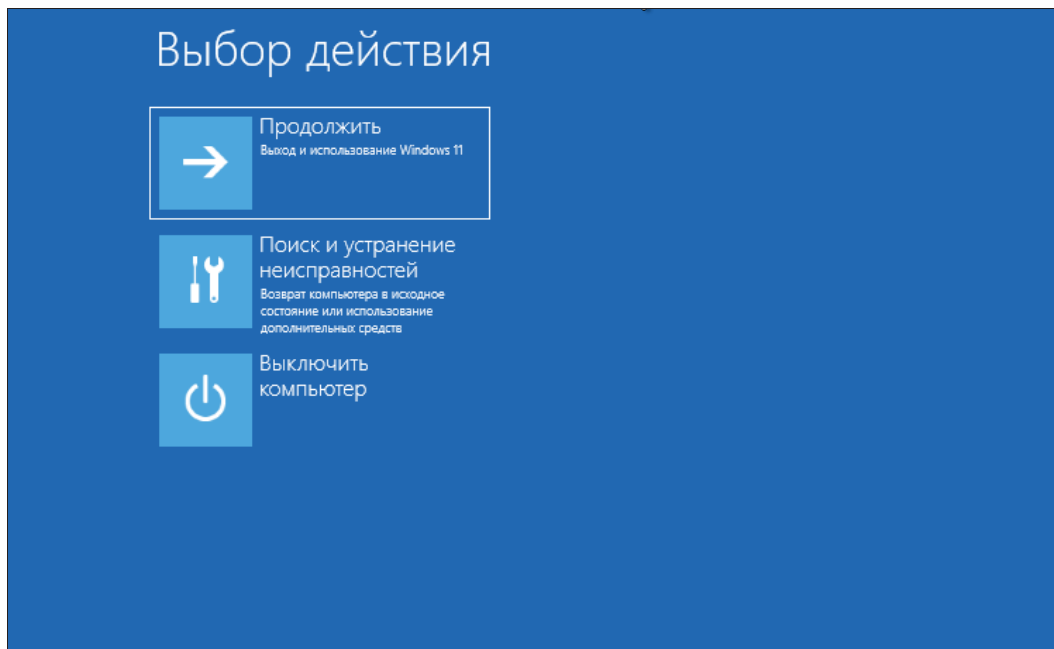 Выбор действия
Продолжить
Выход и использование Windows 11
Поиск и устранение
неисправностей
Возврат компьютера в исходное
состояние или использование
дополнительных средств
Выключить
компьютер